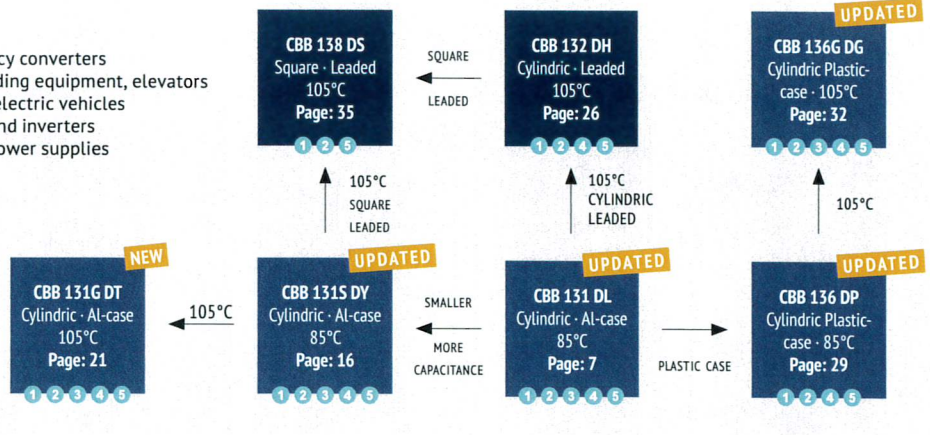 cy converters
ding equipment, elevators
electric vehicles
nd inverters
ower supplies
CBB 138 DS
Square · Leaded
105°C
Page: 35
1 2 5
SQUARE
LEADED
CBB 132 DH
Cylindric · Leaded
105°C
Page: 26
1 2 4 5
UPDATED
CBB 136G DG
Cylindric Plastic-
case · 105°C
Page: 32
1 2 3 4 5
105°C
SQUARE
LEADED
105°C
CYLINDRIC
LEADED
105°C
NEW
CBB 131G DT
Cylindric · Al-case
105°C
Page: 21
1 2 3 4 5
105°C
UPDATED
CBB 131S DY
Cylindric · Al-case
85°C
Page: 16
1 2 3 4 5
SMALLER
MORE
CAPACITANCE
UPDATED
CBB 131 DL
Cylindric · Al-case
85°C
Page: 7
1 2 3 4 5
PLASTIC CASE
UPDATED
CBB 136 DP
Cylindric Plastic-
case · 85°C
Page: 29
1 2 4 5